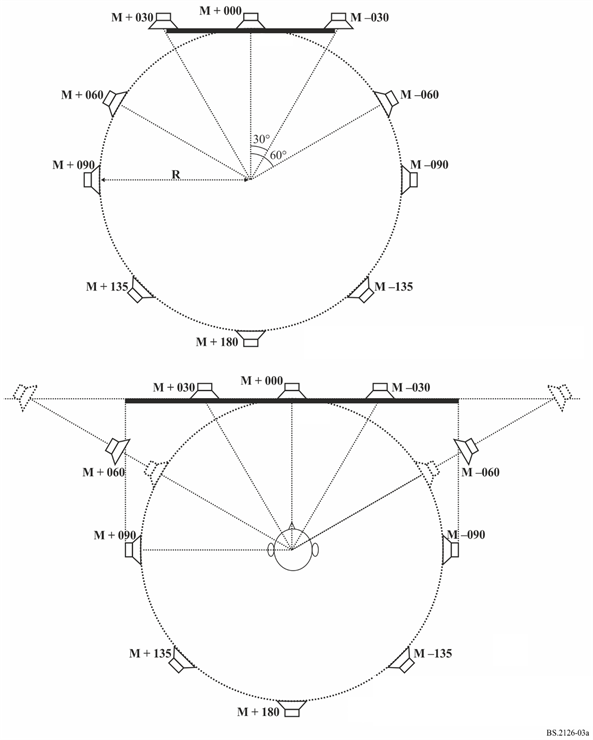 M + 030 M + 000 M –030
M + 060 M –060
30°
60°
M + 090 R M –090
M + 135 M –135
M + 180
M + 030 M + 000 M –030
M + 060 M –060
M + 090 M –090
M + 135 M –135
M + 180
BS.2126-03a